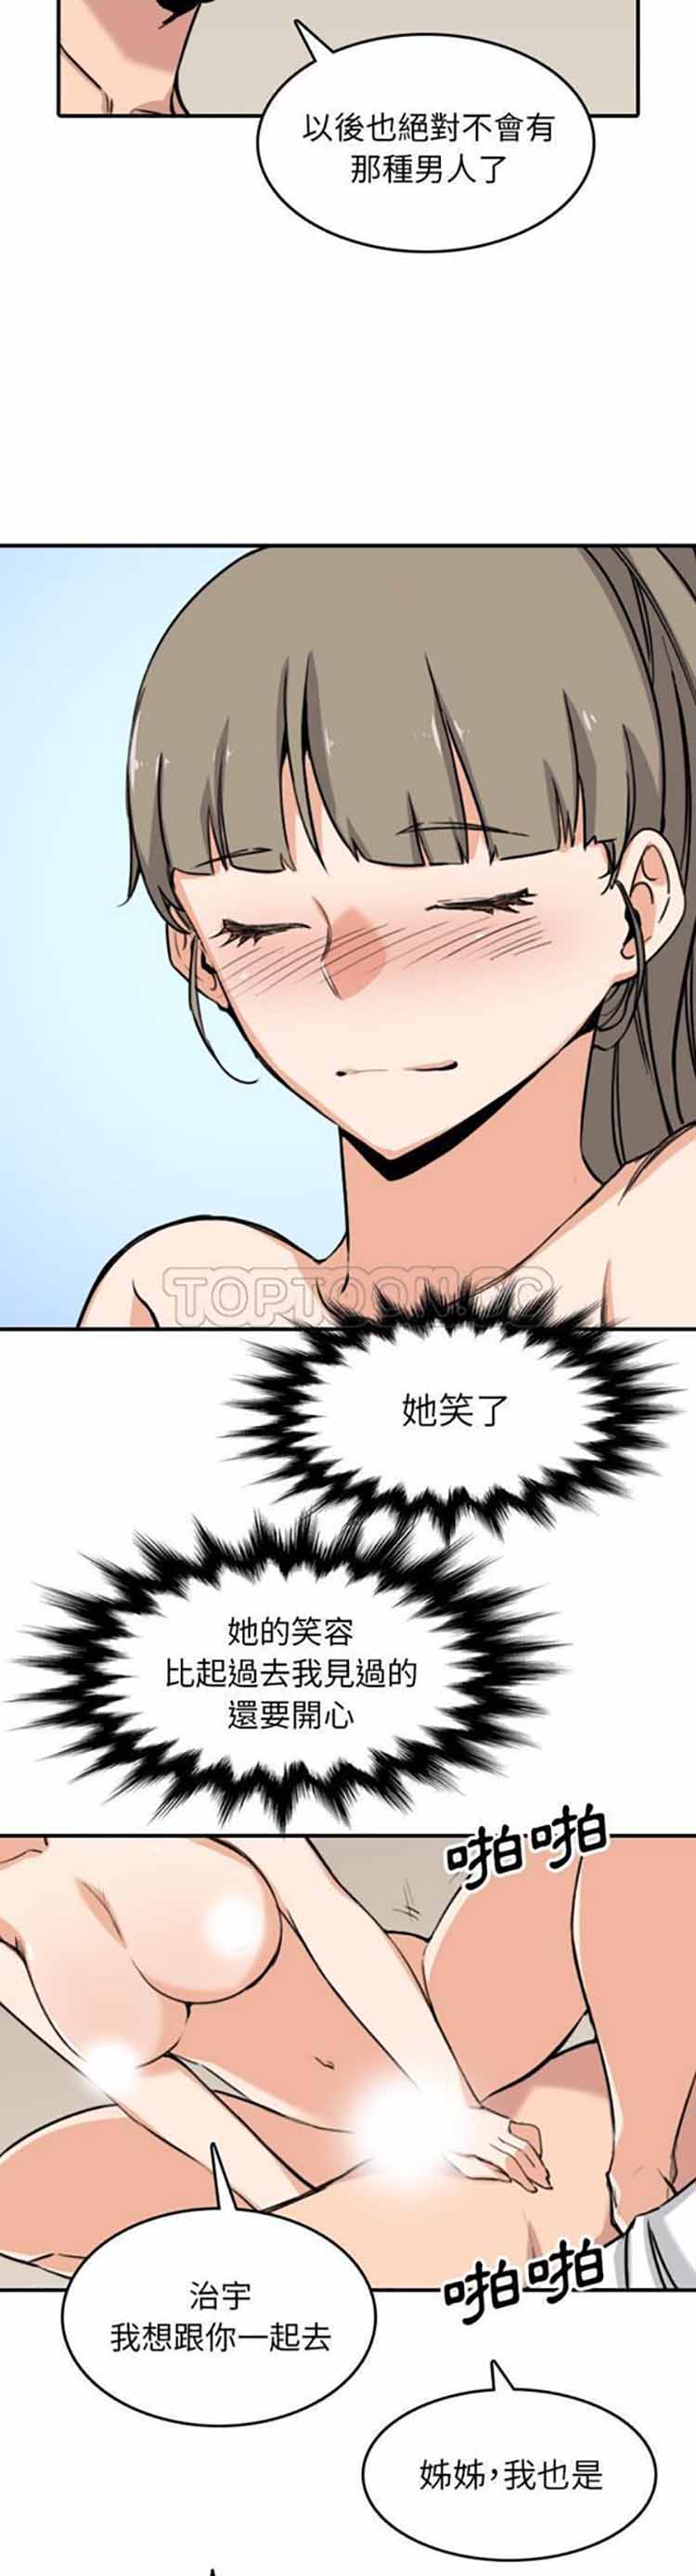 以後也絕對不會有
那種男人了
TOPTOON.CC
她笑了
她的笑容
比起過去我見過的
還要開心
啪啪
治宇
我想跟你一起去
啪啪
姊姊，我也是